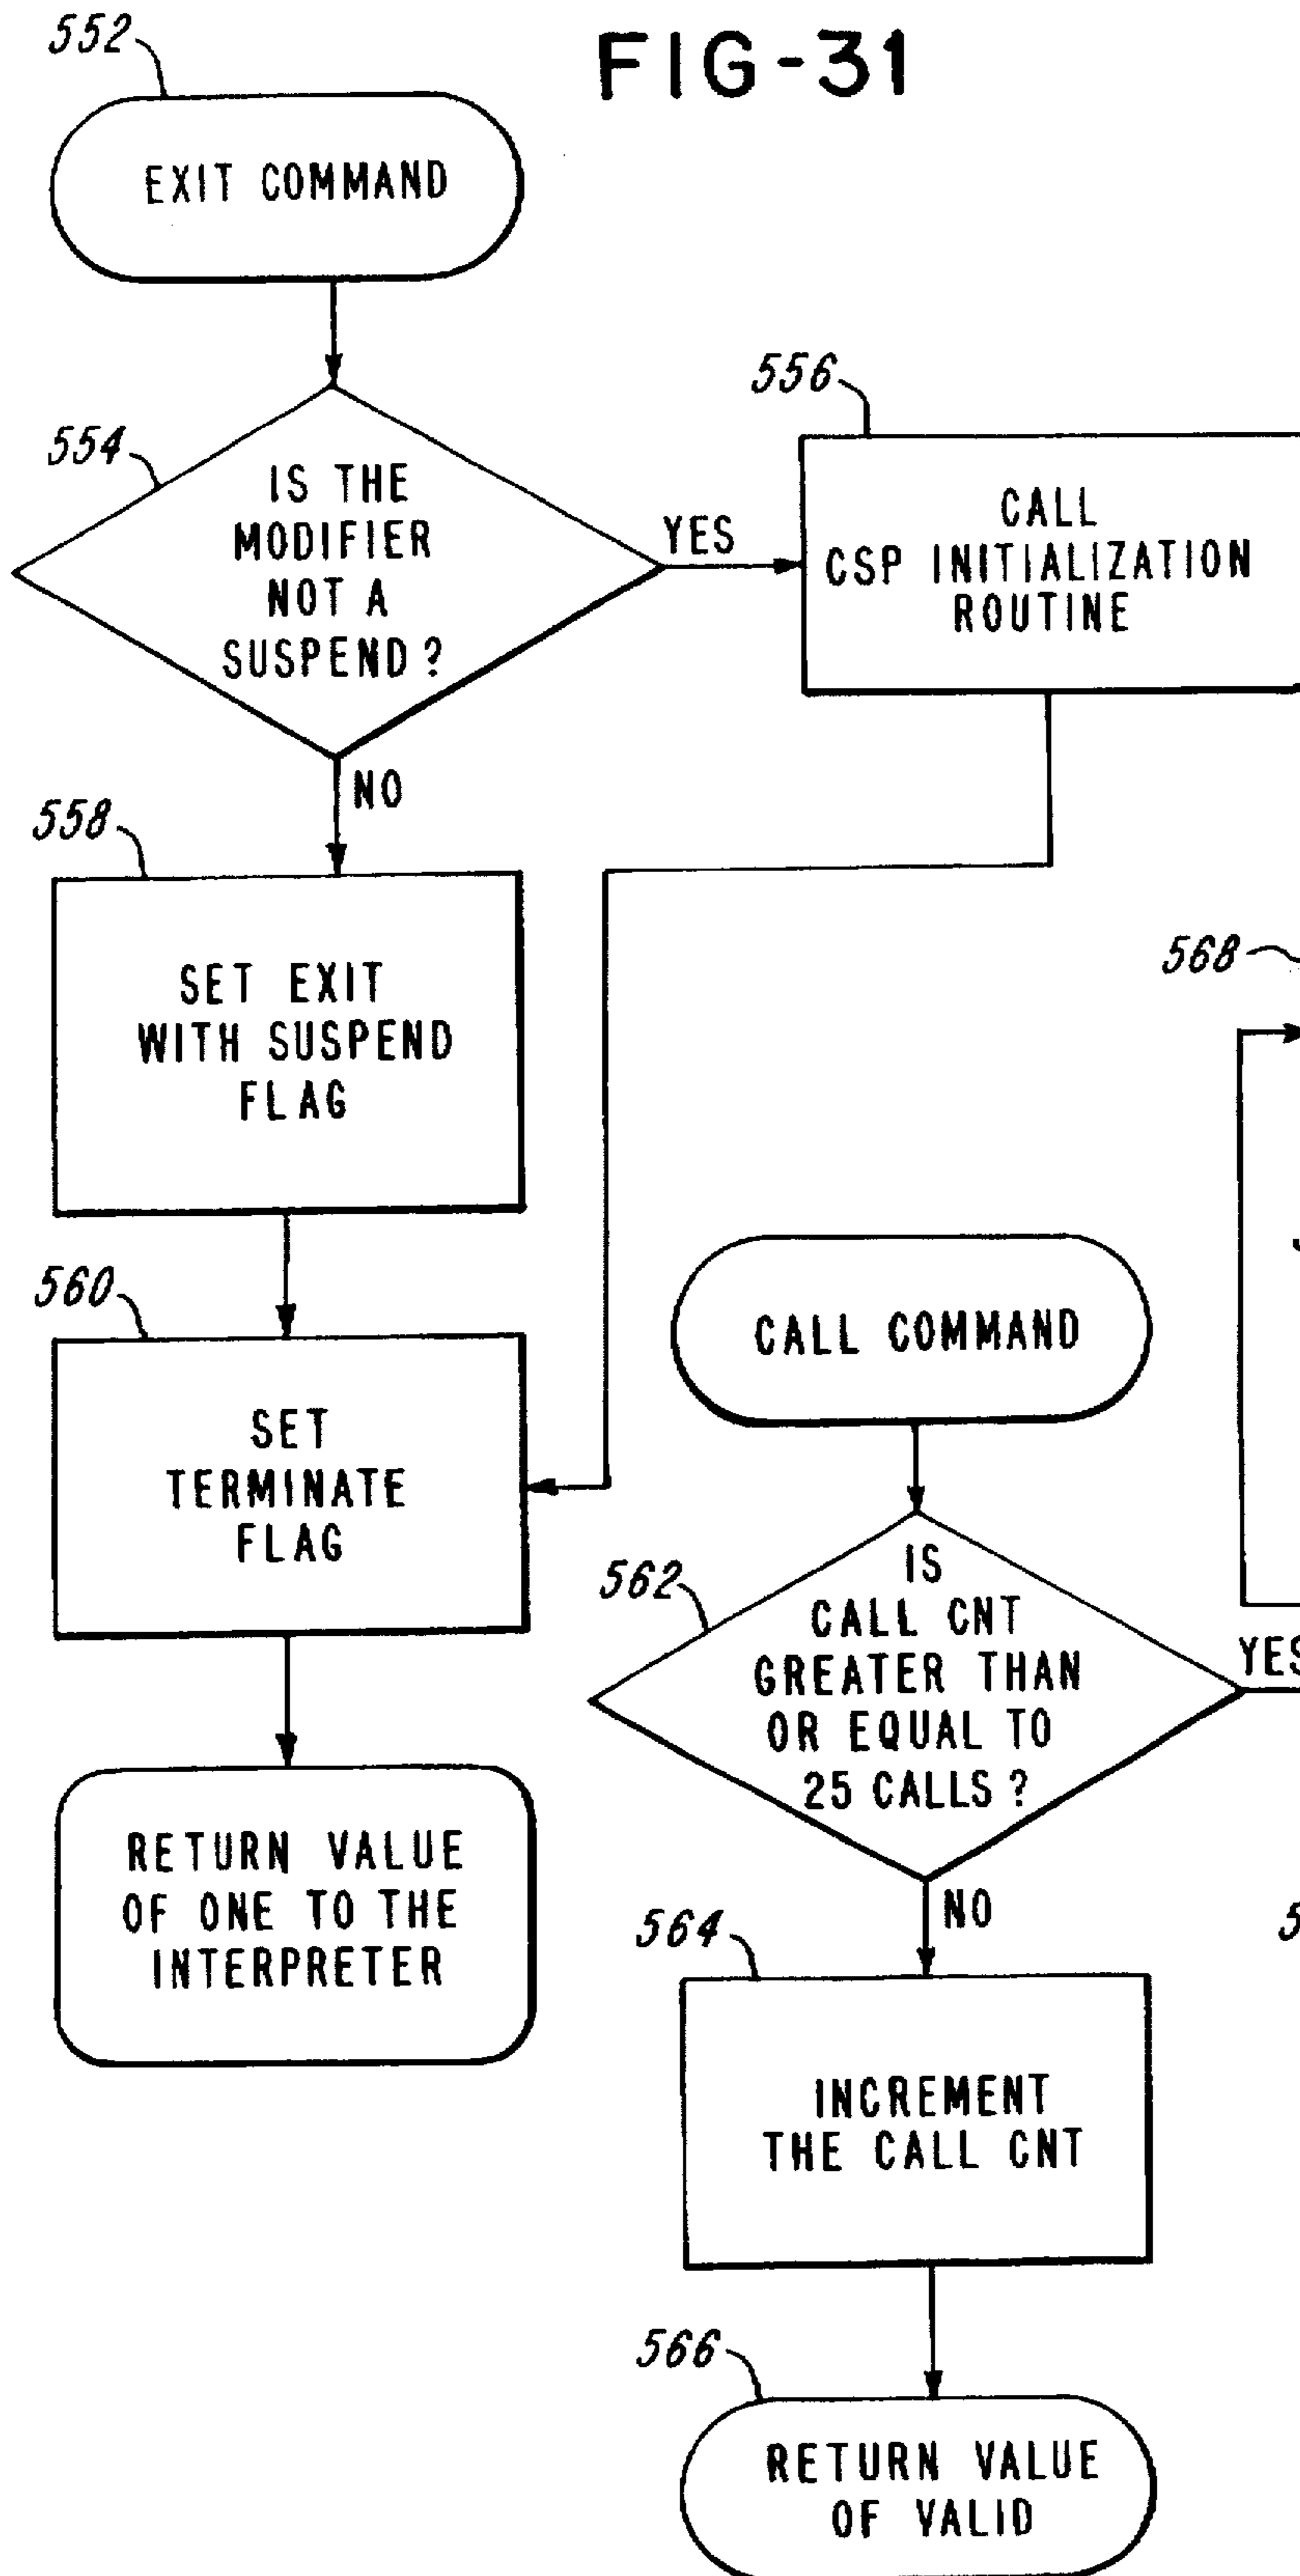 FIG-31
552
EXIT COMMAND
554
IS THE
MODIFIER
NOT A
SUSPEND?
YES
556
CALL
CSP INITIALIZATION
ROUTINE
NO
558
SET EXIT
WITH SUSPEND
FLAG
560
SET
TERMINATE
FLAG
RETURN VALUE
OF ONE TO THE
INTERPRETER
568
CALL COMMAND
562
IS
CALL CNT
GREATER THAN
OR EQUAL TO
25 CALLS?
YES
NO
564
INCREMENT
THE CALL CNT
566
RETURN VALUE
OF VALID